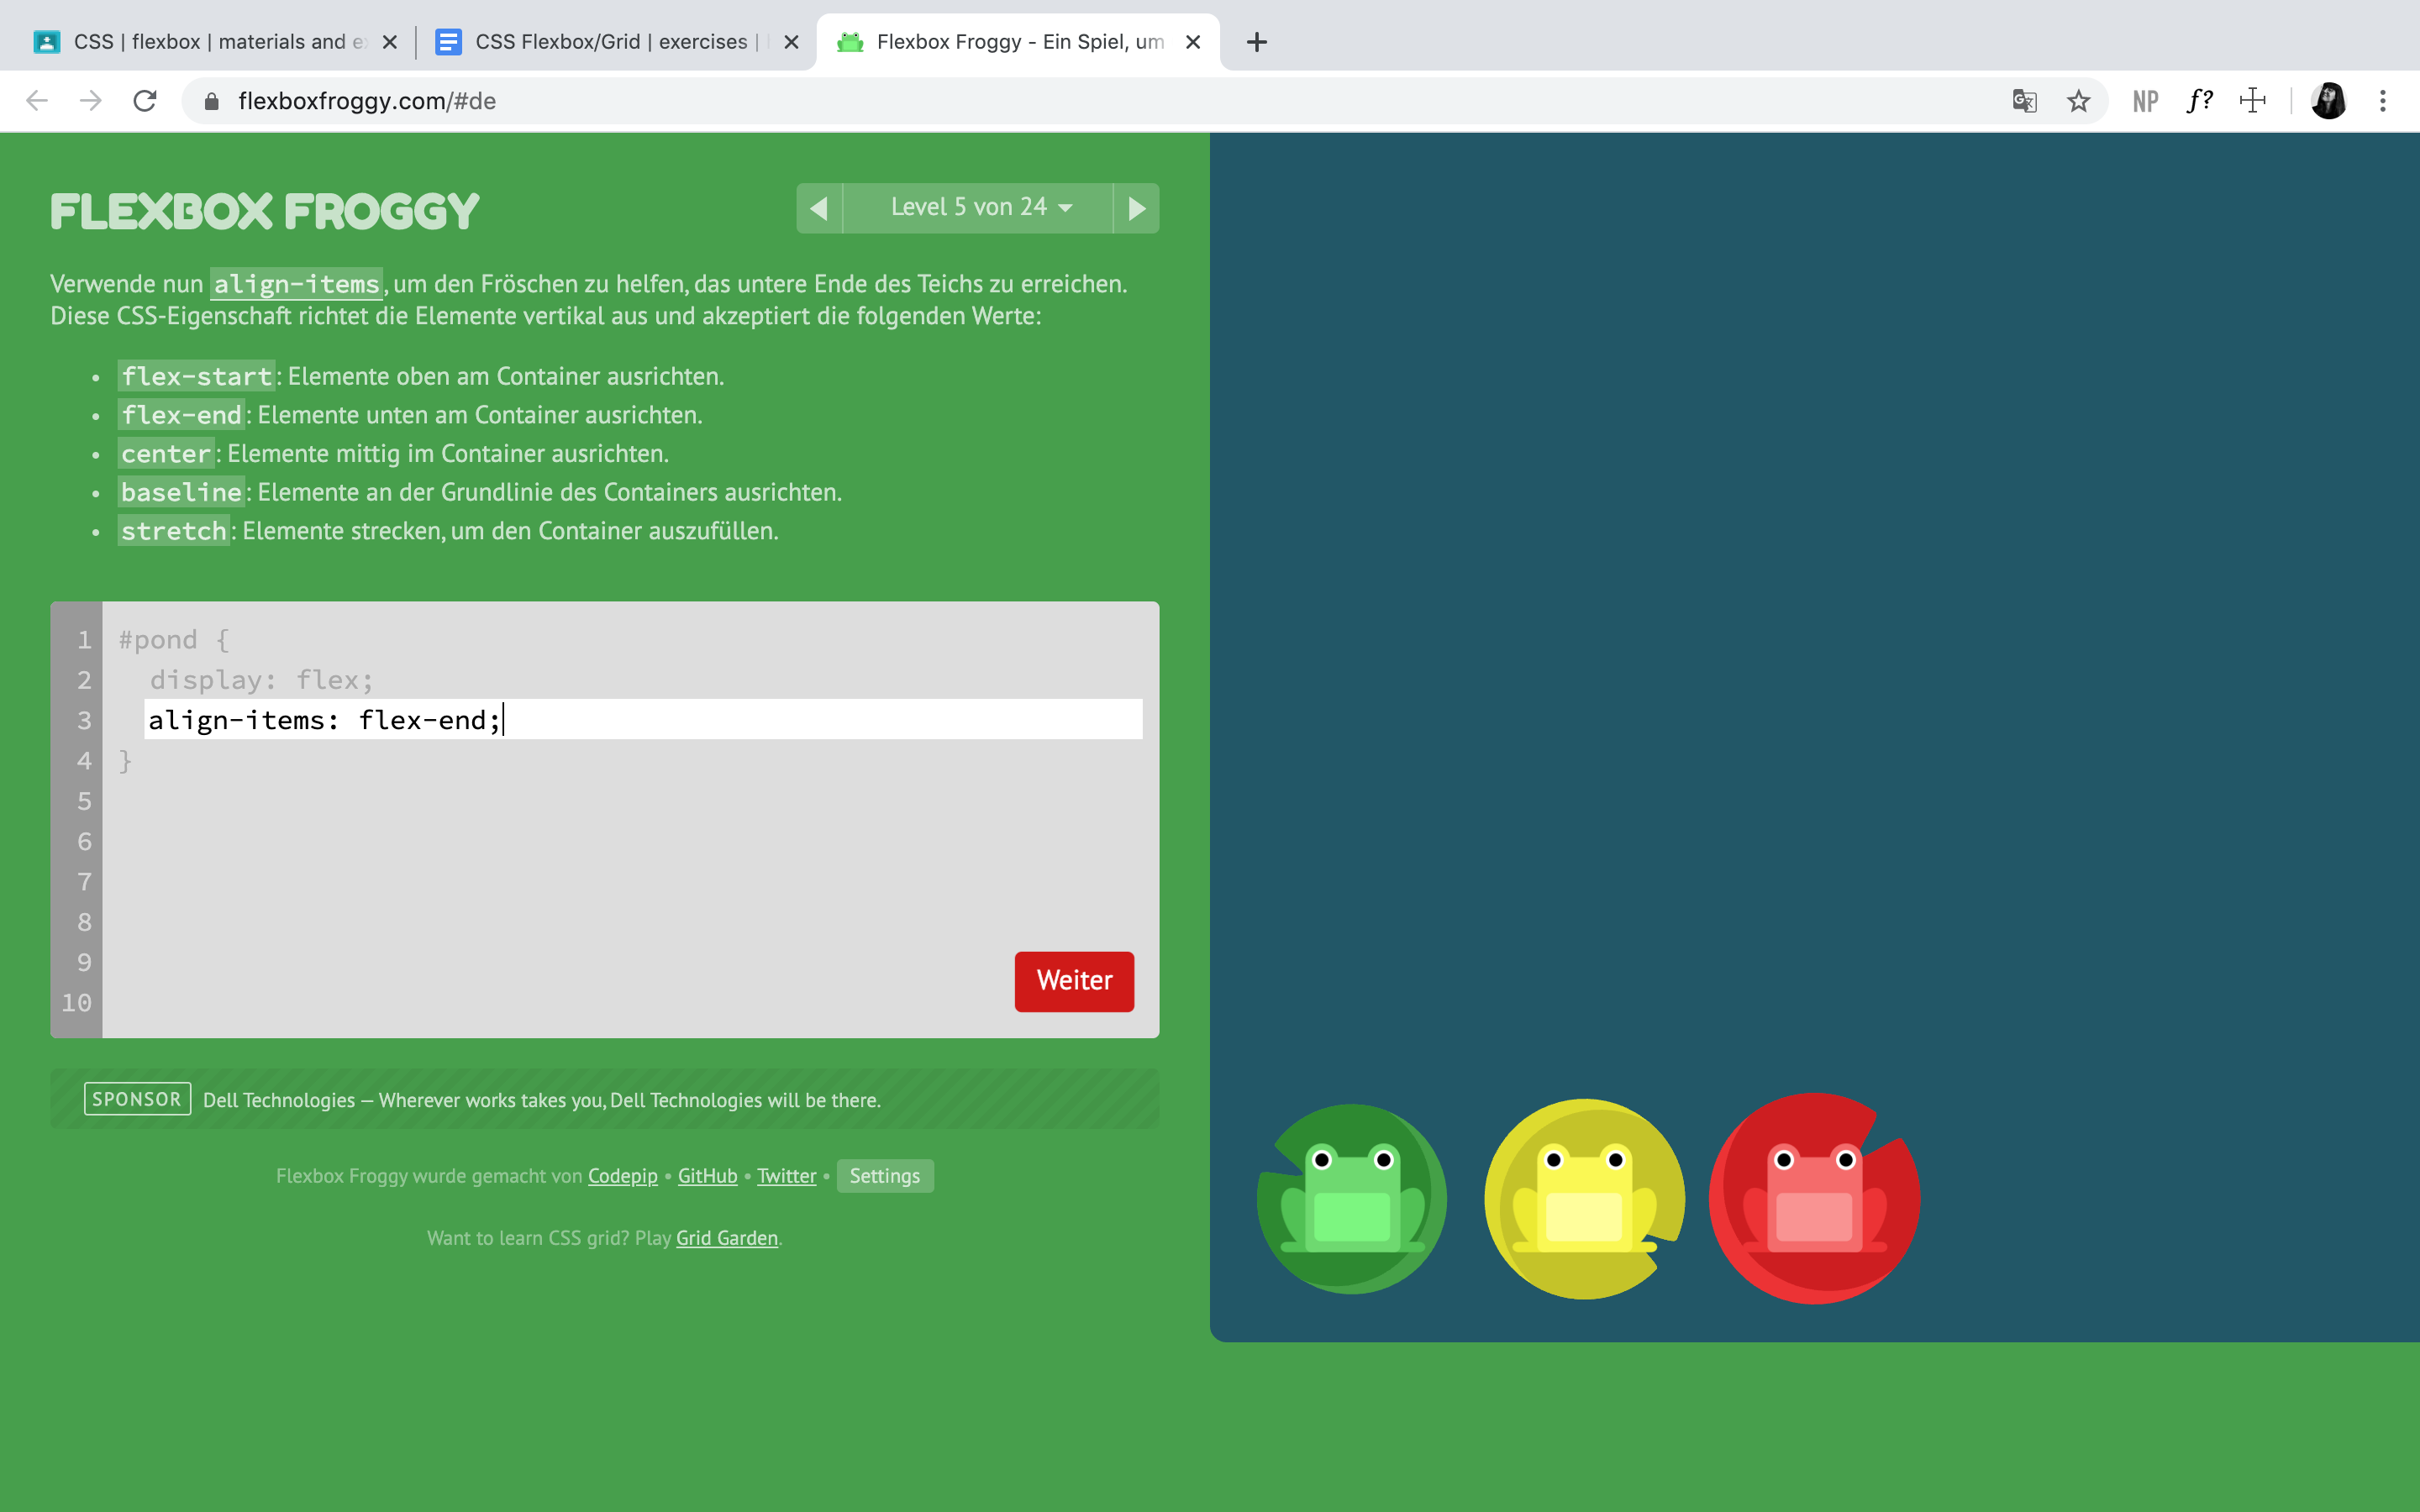 CSS | flexbox | materials and e
CSS Flexbox/Grid | exercises |
Flexbox Froggy - Ein Spiel, um
flexboxfroggy.com/#de
NP
f?
FLEXBOX FROGGY
Level 5 von 24
Verwende nun align-items, um den Fröschen zu helfen, das untere Ende des Teichs zu erreichen.
Diese CSS-Eigenschaft richtet die Elemente vertikal aus und akzeptiert die folgenden Werte:
• flex-start: Elemente oben am Container ausrichten.
• flex-end: Elemente unten am Container ausrichten.
• center: Elemente mittig im Container ausrichten.
• baseline: Elemente an der Grundlinie des Containers ausrichten.
• stretch: Elemente strecken, um den Container auszufüllen.
1 #pond {
2 display: flex;
3 align-items: flex-end;
4 }
5
6
7
8
9
10
Weiter
SPONSOR Dell Technologies — Wherever works takes you, Dell Technologies will be there.
Flexbox Froggy wurde gemacht von Codepip • GitHub • Twitter • Settings
Want to learn CSS grid? Play Grid Garden.